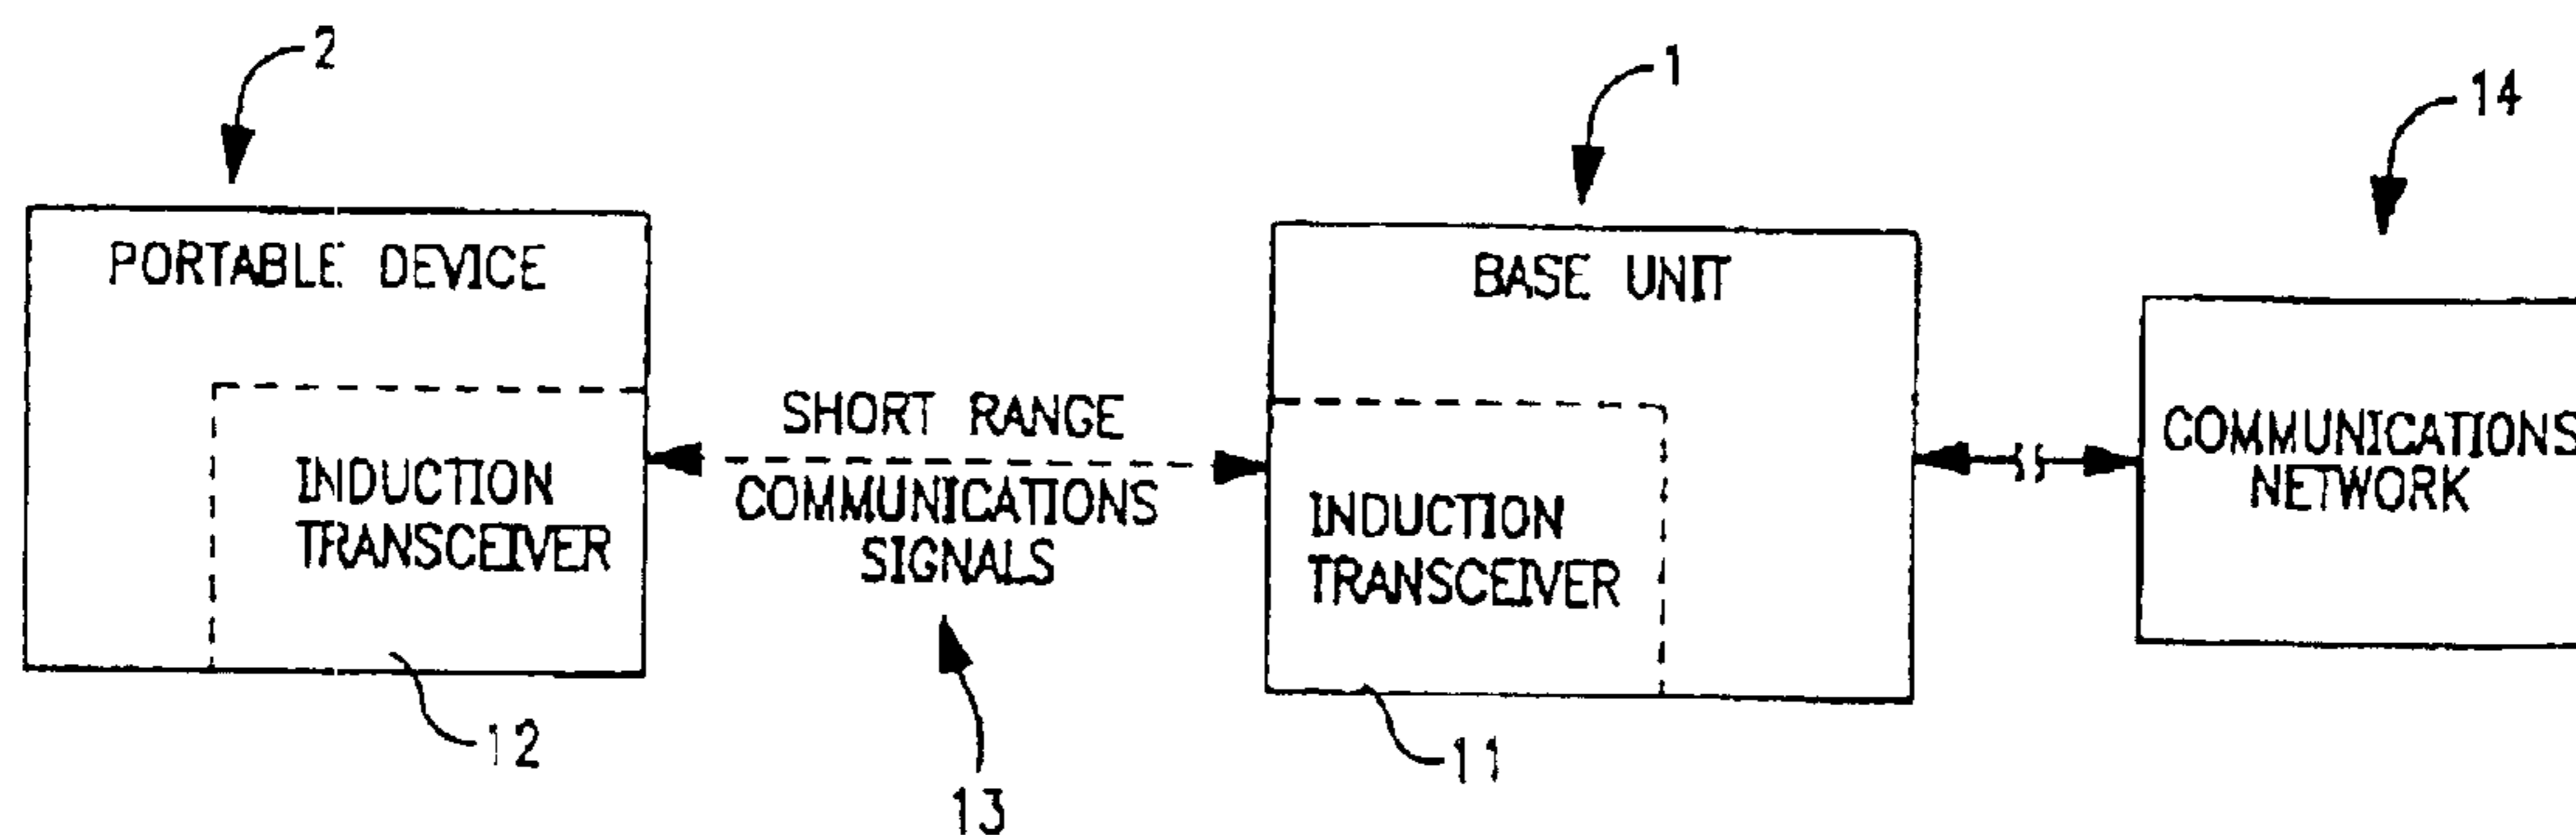 2
1
14
PORTABLE DEVICE
INDUCTION
TRANSCEIVER
12
SHORT RANGE
COMMUNICATIONS
SIGNALS
13
BASE UNIT
INDUCTION
TRANSCEIVER
11
COMMUNICATIONS
NETWORK